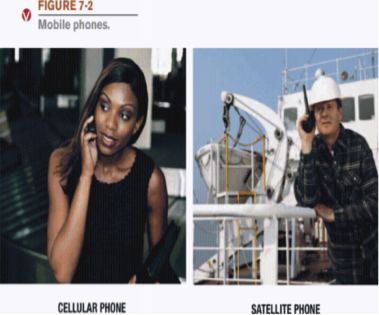 FIGURE 7-2
Mobile phones.
CELLULAR PHONE
SATELLITE PHONE